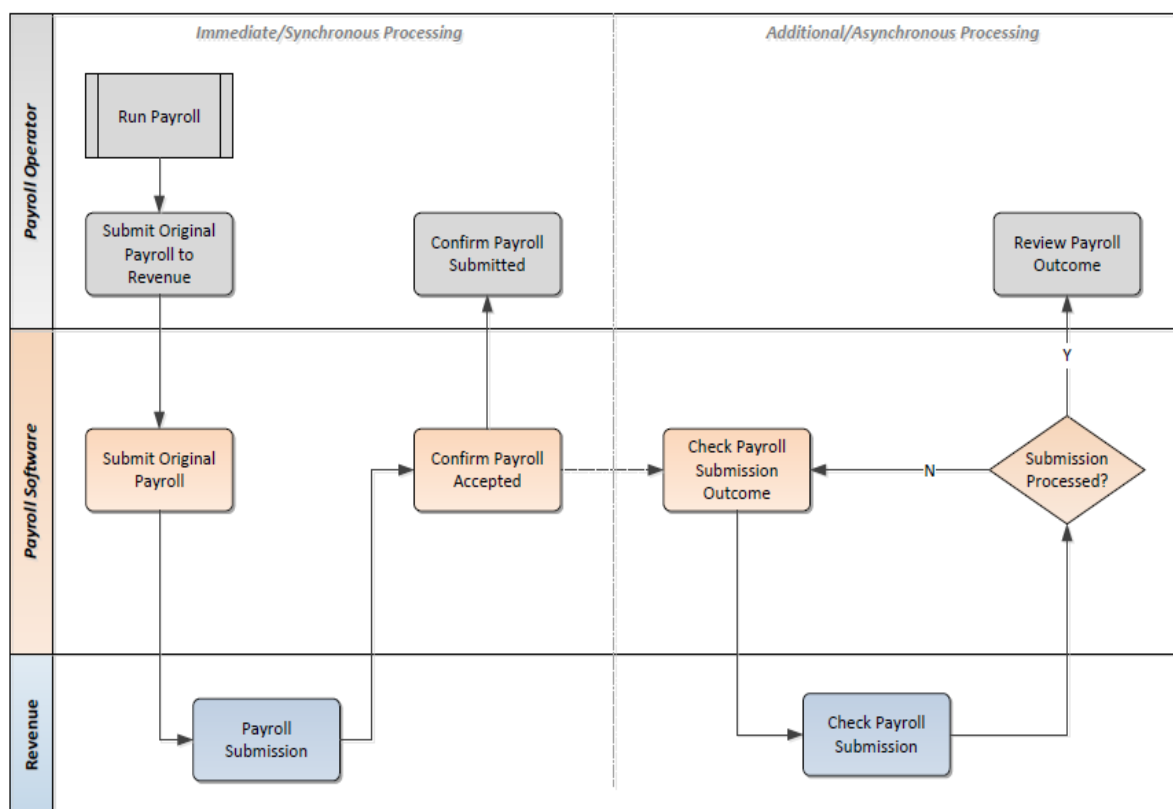 Immediate/Synchronous Processing
Additional/Asynchronous Processing
Payroll Operator
Run Payroll
Submit Original
Payroll to
Revenue
Confirm Payroll
Submitted
Review Payroll
Outcome
Y
Payroll Software
Submit Original
Payroll
Confirm Payroll
Accepted
Check Payroll
Submission
Outcome
N
Submission
Processed?
Revenue
Payroll
Submission
Check Payroll
Submission